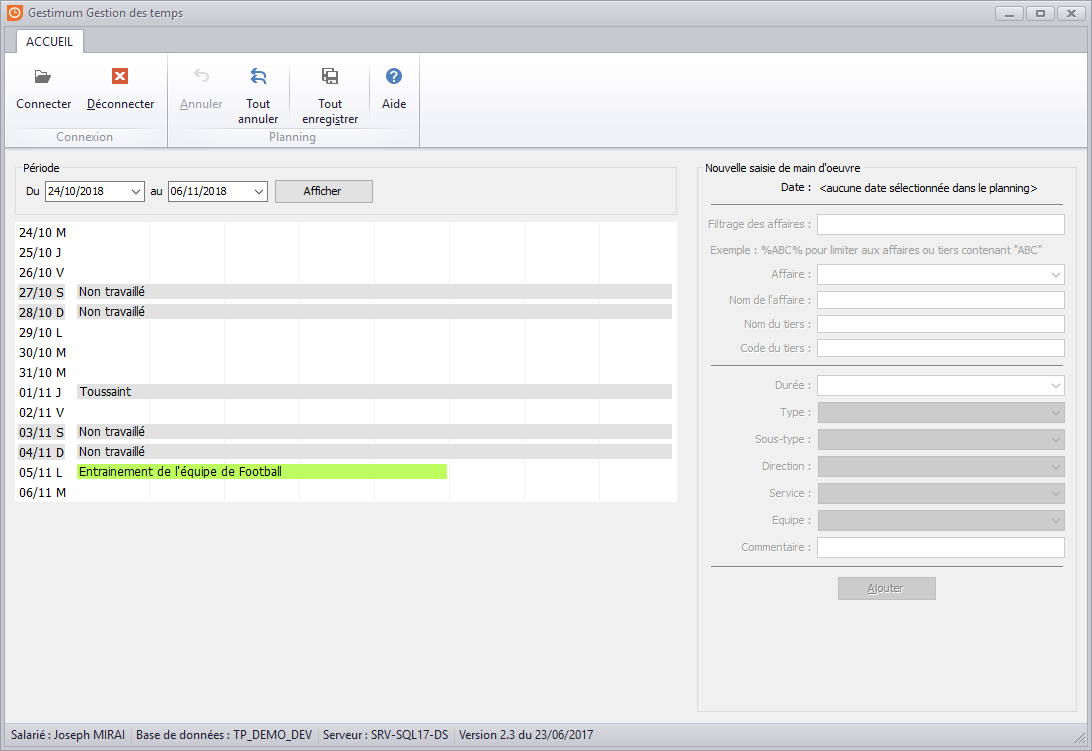 Gestimum Gestion des temps
ACCUEIL
Connecter
Déconnecter
Annuler
Tout annuler
Tout enregistrer
Aide
Connexion
Planning
Période
Du 24/10/2018 au 06/11/2018 Afficher
24/10 M
25/10 J
26/10 V
27/10 S Non travaillé
28/10 D Non travaillé
29/10 L
30/10 M
31/10 M
01/11 J Toussaint
02/11 V
03/11 S Non travaillé
04/11 D Non travaillé
05/11 L Entrainement de l'équipe de Football
06/11 M
Nouvelle saisie de main d'oeuvre
Date : <aucune date sélectionnée dans le planning>
Filtrage des affaires :
Exemple : %ABC% pour limiter aux affaires ou tiers contenant "ABC"
Affaire :
Nom de l'affaire :
Nom du tiers :
Code du tiers :
Durée :
Type :
Sous-type :
Direction :
Service :
Equipe :
Commentaire :
Ajouter
Salarié : Joseph MIRAI Base de données : TP_DEMO_DEV Serveur : SRV-SQL17-DS Version 2.3 du 23/06/2017